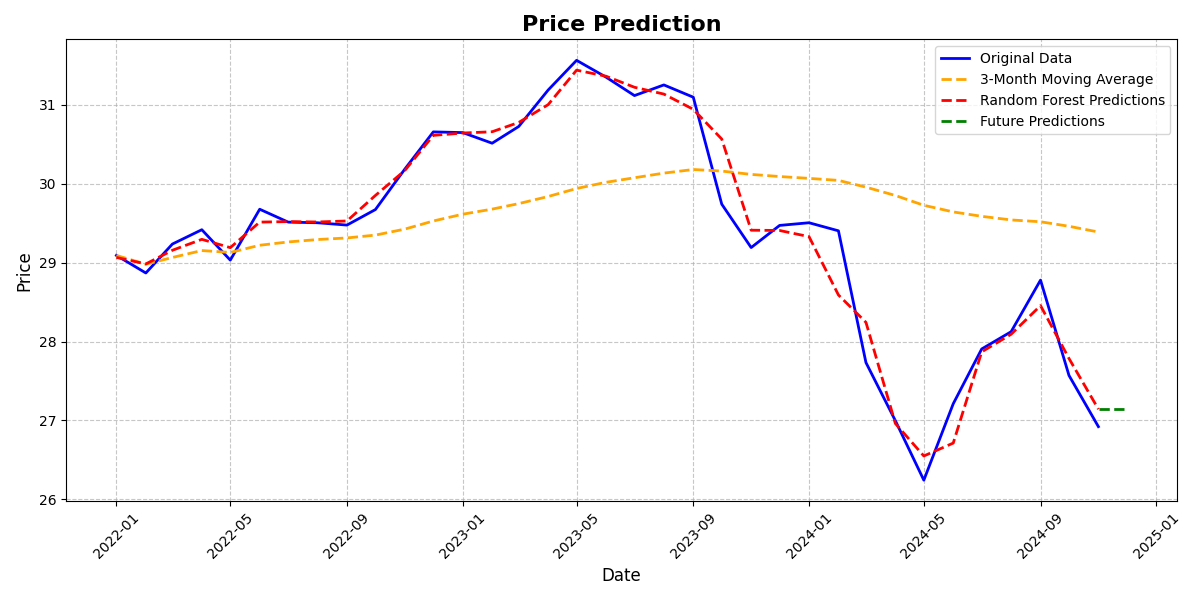 Price Prediction
Original Data
3-Month Moving Average
Random Forest Predictions
Future Predictions
Price
31
30
29
28
27
26
2022-01
2022-05
2022-09
2023-01
2023-05
2023-09
2024-01
2024-05
2024-09
2025-01
Date